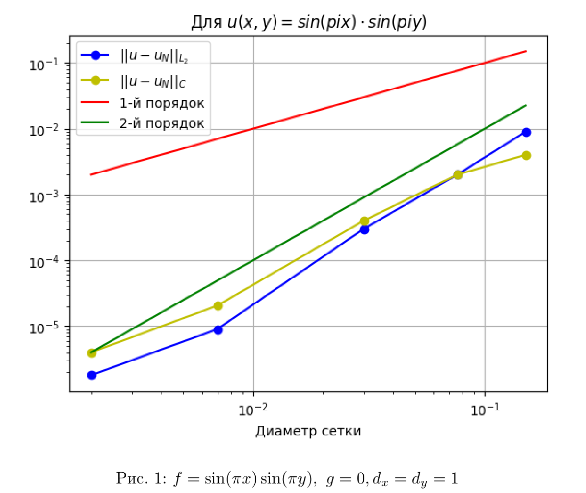 Для u(x, y) = sin(pix) · sin(piy)
||u − u_N||_{L_2}
||u − u_N||_C
1-й порядок
2-й порядок
10^{−1}
10^{−2}
10^{−3}
10^{−4}
10^{−5}
10^{−2} 10^{−1}
Диаметр сетки
Рис. 1: f = sin(πx) sin(πy), g = 0, d_x = d_y = 1